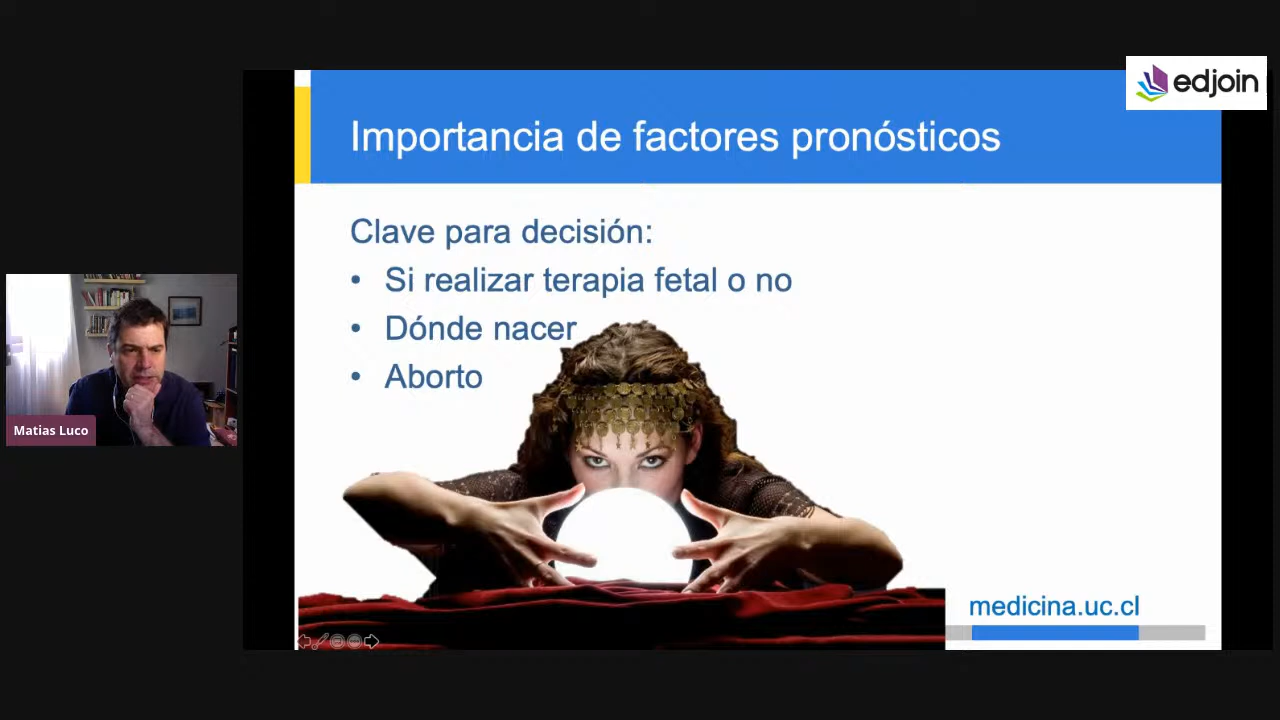 edjoin
Importancia de factores pronósticos
Clave para decisión:
• Si realizar terapia fetal o no
• Dónde nacer
• Aborto
Matias Luco
medicina.uc.cl